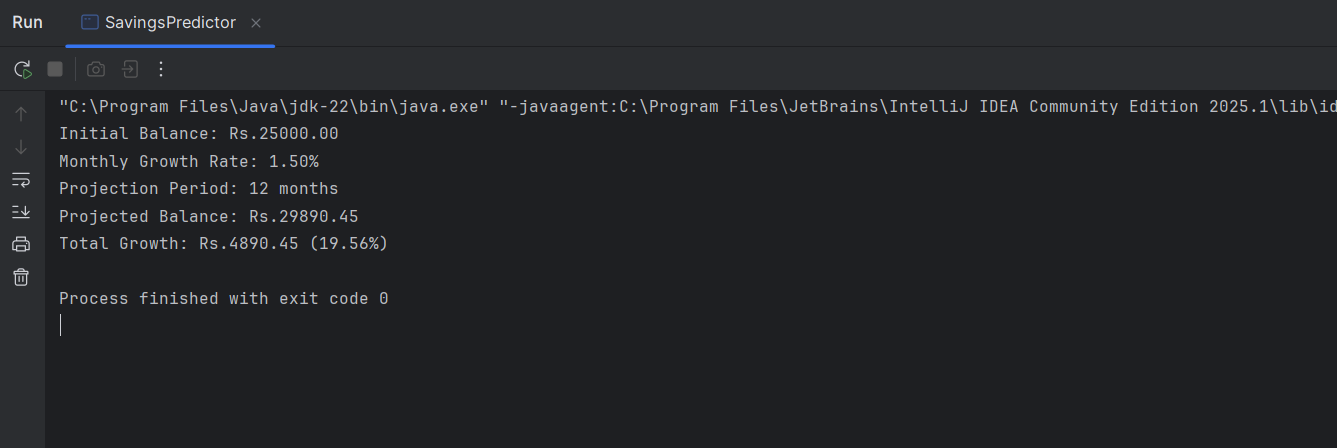 Run SavingsPredictor
"C:\Program Files\Java\jdk-22\bin\java.exe" "-javaagent:C:\Program Files\JetBrains\IntelliJ IDEA Community Edition 2025.1\lib\id
Initial Balance: Rs.25000.00
Monthly Growth Rate: 1.50%
Projection Period: 12 months
Projected Balance: Rs.29890.45
Total Growth: Rs.4890.45 (19.56%)
Process finished with exit code 0